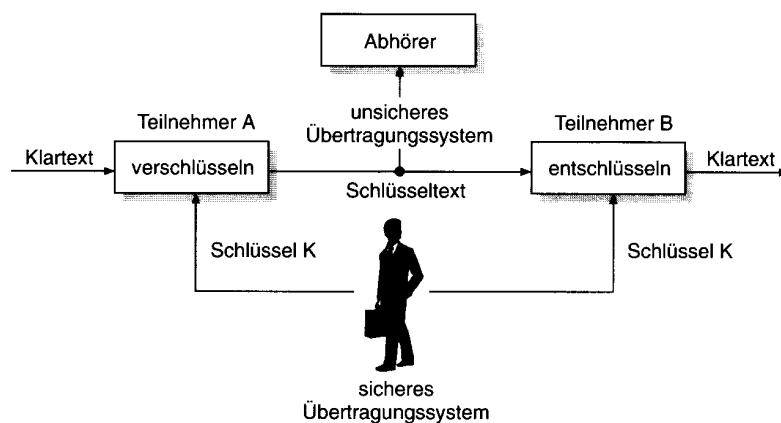 Abhörer
unsicheres
Übertragungssystem
Teilnehmer A
Teilnehmer B
Klartext
verschlüsseln
Schlüsseltext
entschlüsseln
Klartext
Schlüssel K
Schlüssel K
sicheres
Übertragungssystem